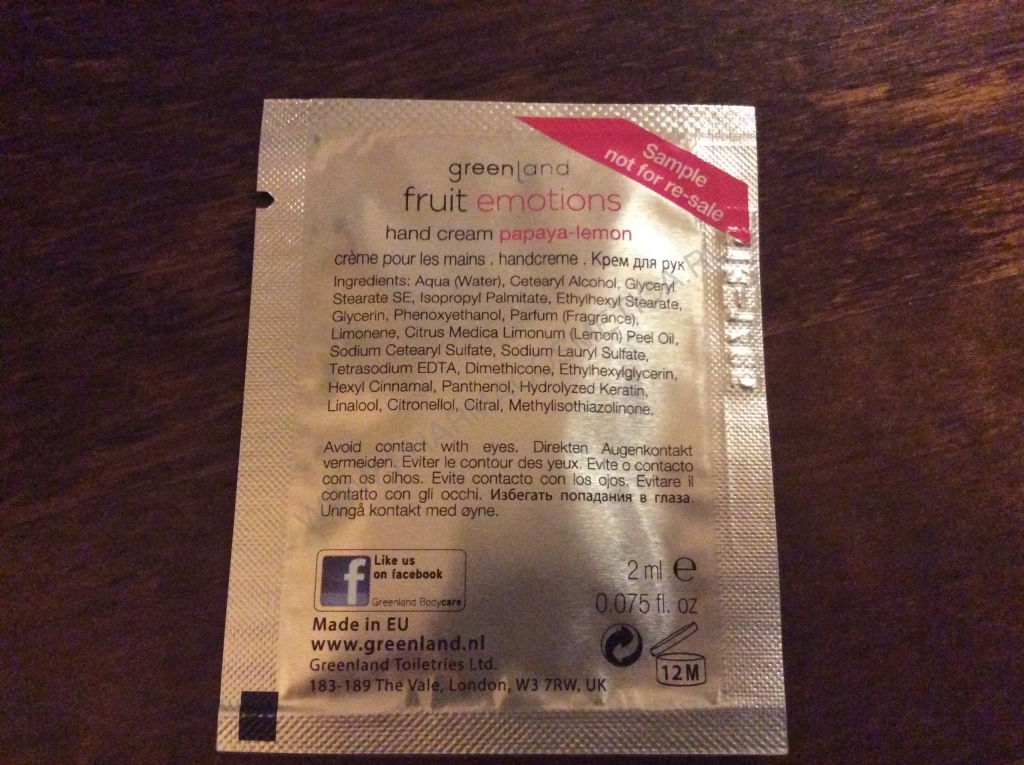 Sample
not for re-sale
greenland
fruit emotions
hand cream papaya-lemon
crème pour les mains . handcreme . Крем для рук
Ingredients: Aqua (Water), Cetearyl Alcohol, Glyceryl
Stearate SE, Isopropyl Palmitate, Ethylhexyl Stearate,
Glycerin, Phenoxyethanol, Parfum (Fragrance),
Limonene, Citrus Medica Limonum (Lemon) Peel Oil,
Sodium Cetearyl Sulfate, Sodium Lauryl Sulfate,
Tetrasodium EDTA, Dimethicone, Ethylhexylglycerin,
Hexyl Cinnamal, Panthenol, Hydrolyzed Keratin,
Linalool, Citronellol, Citral, Methylisothiazolinone.
Avoid contact with eyes. Direkten Augenkontakt
vermeiden. Eviter le contour des yeux. Evite o contacto
com os olhos. Evite contacto con los ojos. Evitare il
contatto con gli occhi. Избегать попадания в глаза.
Unngå kontakt med øyne.
f
Like us
on facebook
Greenland Bodycare
2 ml e
0.075 fl. oz
Made in EU
www.greenland.nl
Greenland Toiletries Ltd.
183-189 The Vale, London, W3 7RW, UK
12M